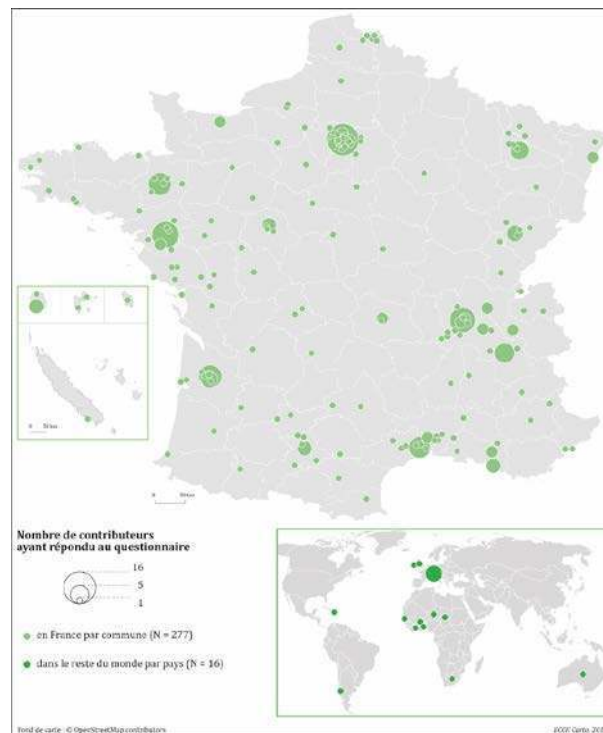 Nombre de contributeurs
ayant répondu au questionnaire
16
5
1
en France par commune (N = 277)
dans le reste du monde par pays (N = 16)
Fond de carte : © OpenStreetMap contributors